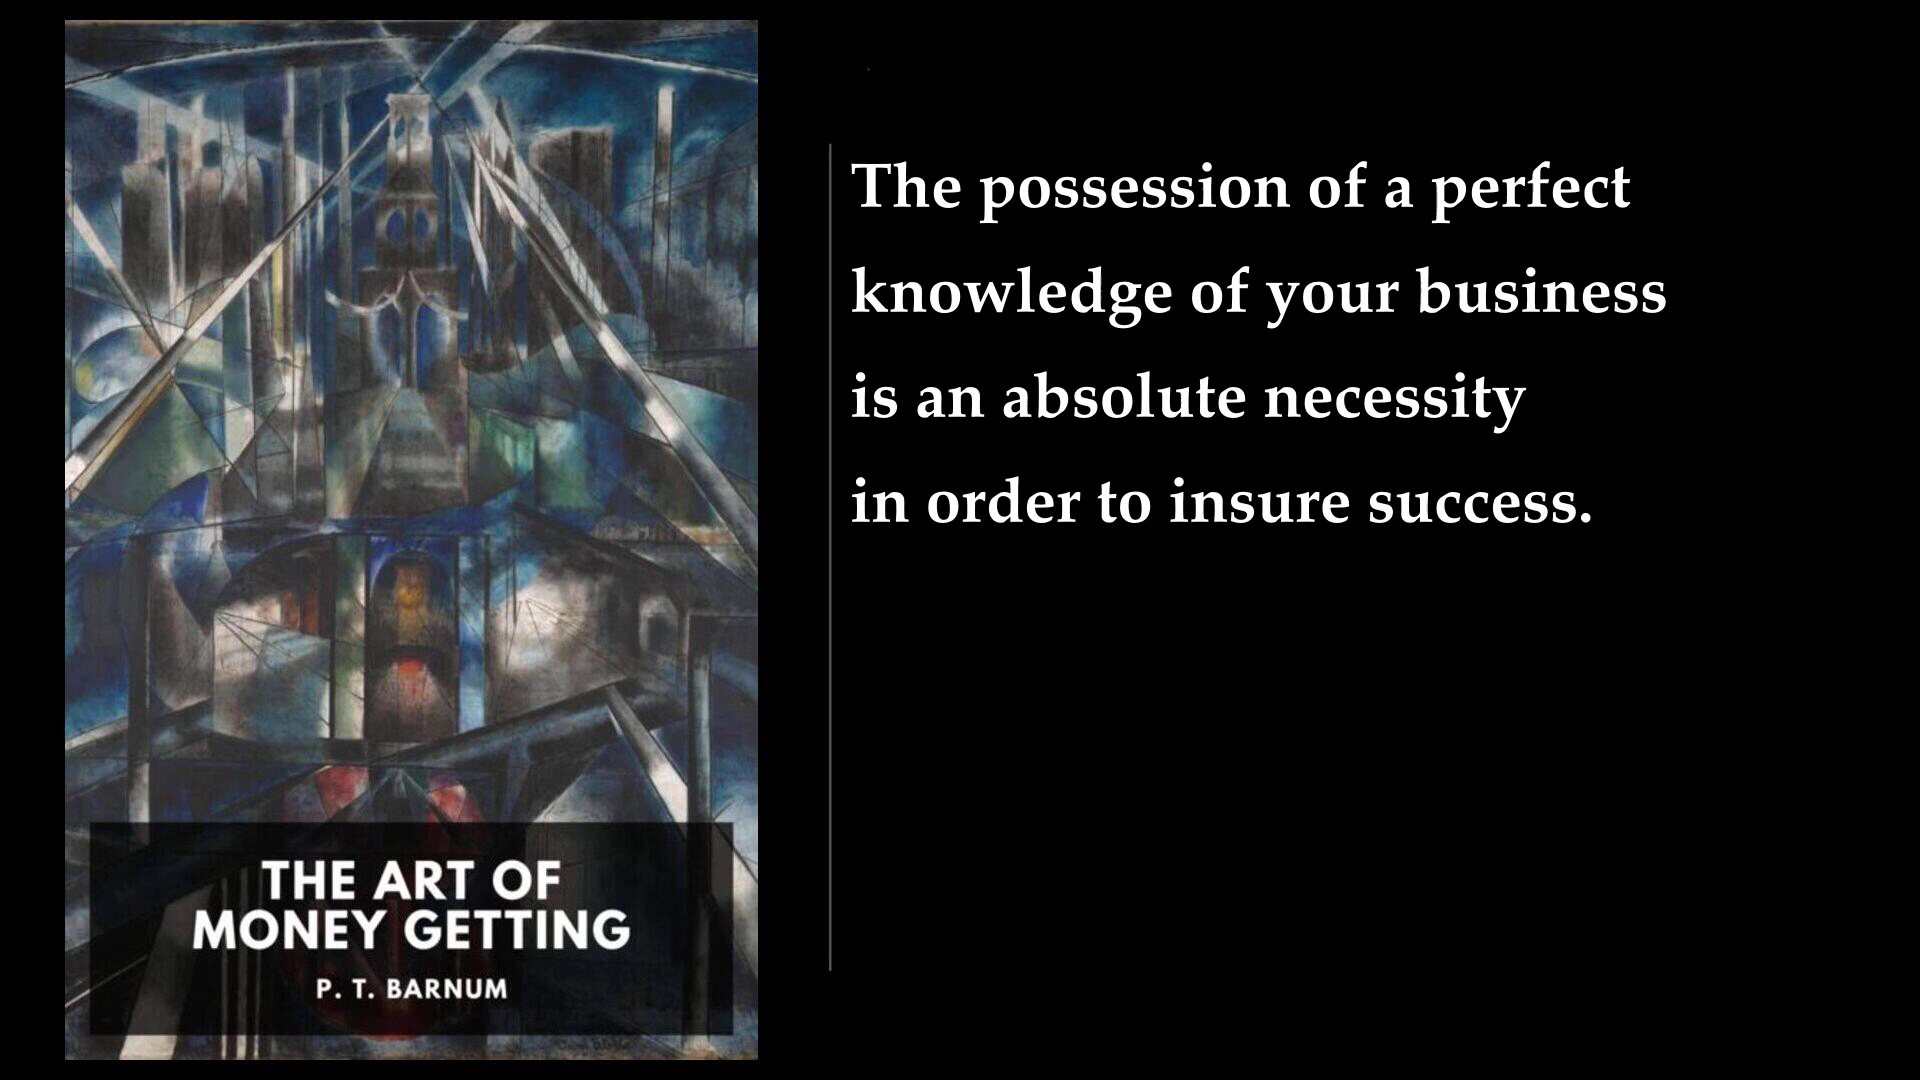 THE ART OF
MONEY GETTING
P. T. BARNUM
The possession of a perfect
knowledge of your business
is an absolute necessity
in order to insure success.